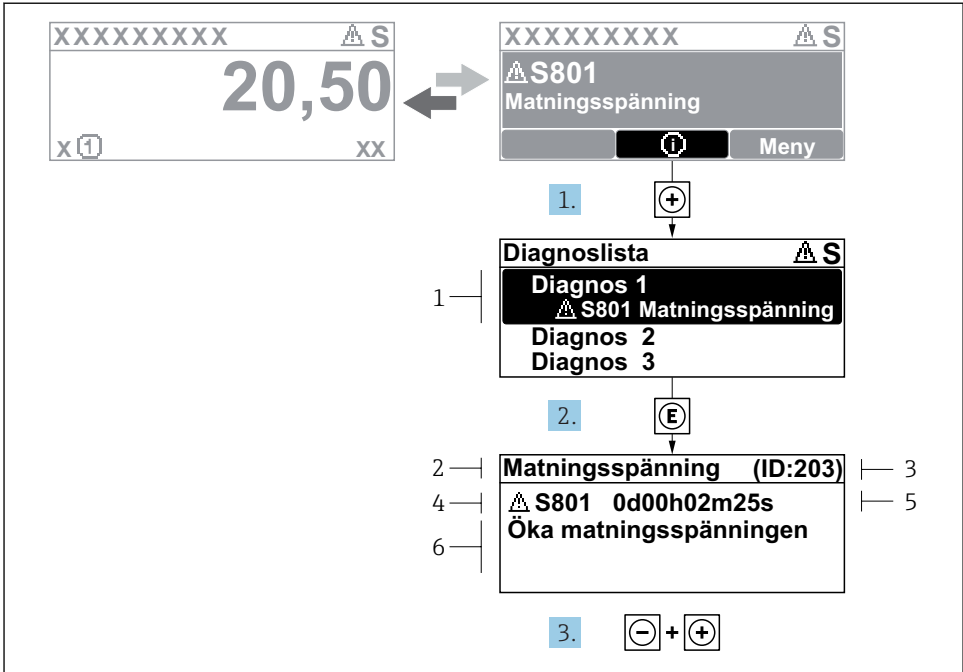 XXXXXXXXX ⚠ S
20,50
X ① XX
XXXXXXXXX ⚠ S
⚠ S801
Matningsspänning
ⓘ Meny
1. +
Diagnoslista ⚠ S
1
Diagnos 1
⚠ S801 Matningsspänning
Diagnos 2
Diagnos 3
2. E
2 Matningsspänning (ID:203) 3
4 ⚠ S801 0d00h02m25s 5
6 Öka matningsspänningen
3. - + +